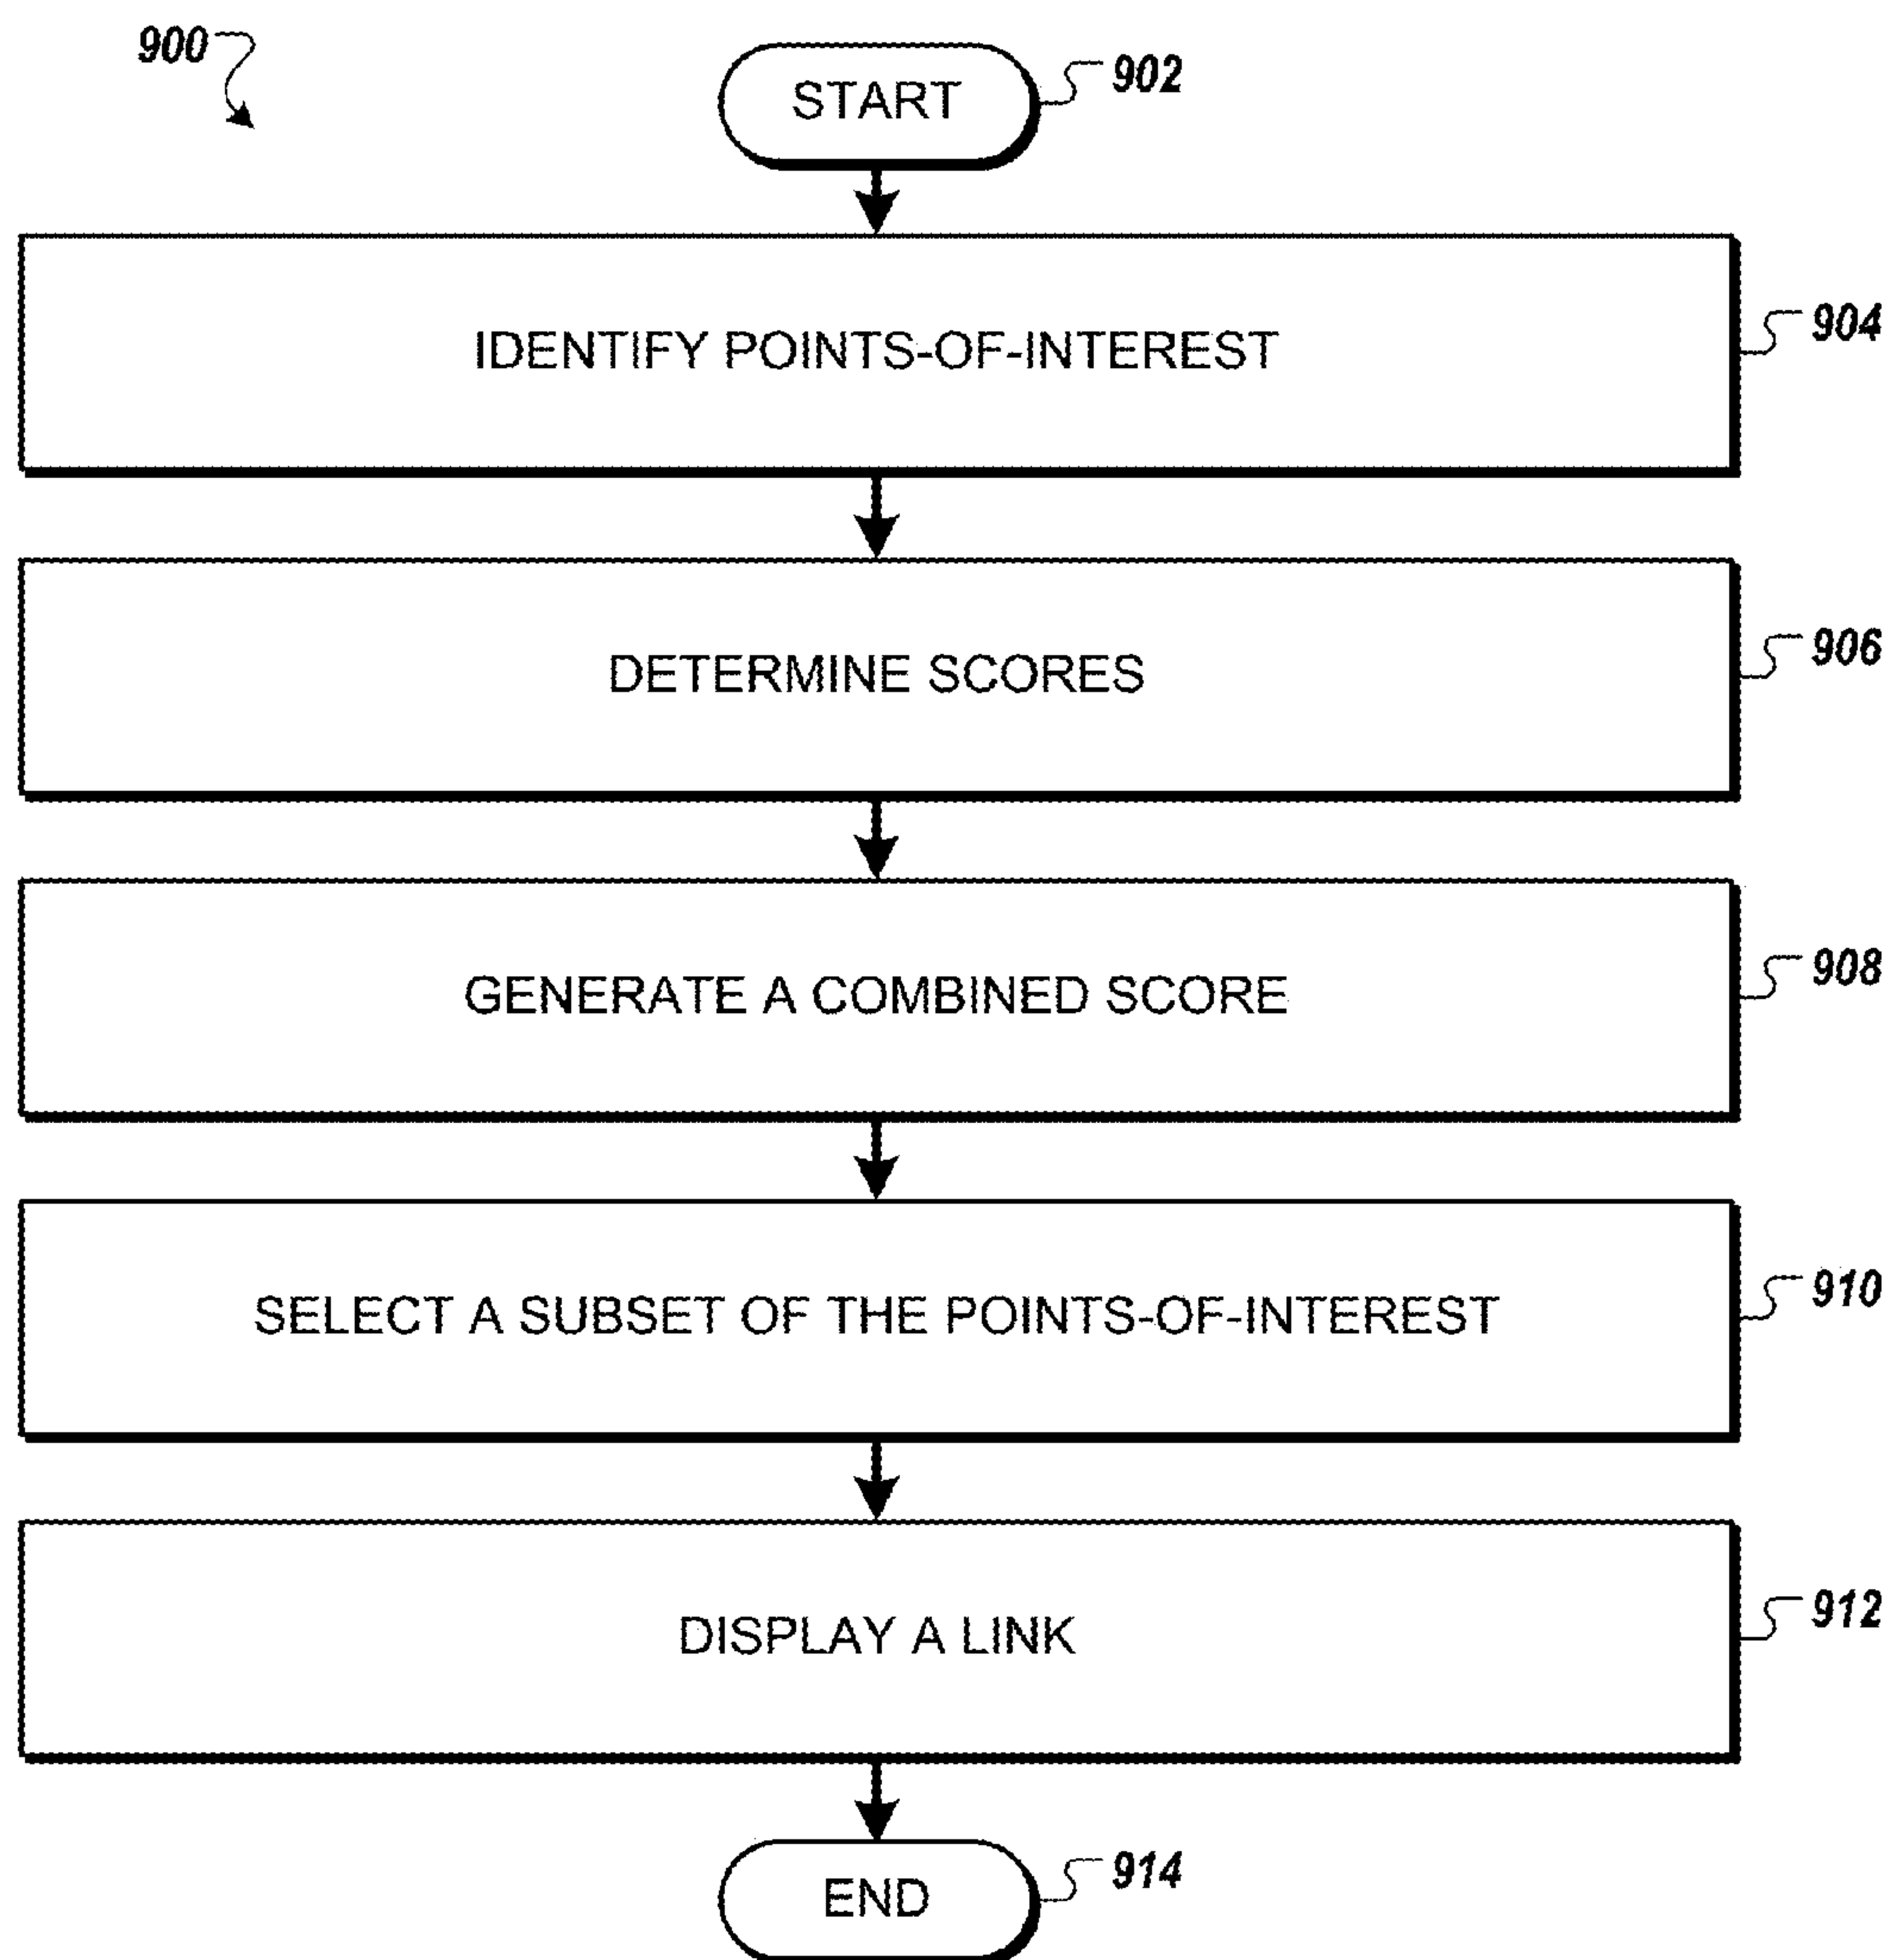 900
START
902
IDENTIFY POINTS-OF-INTEREST
904
DETERMINE SCORES
906
GENERATE A COMBINED SCORE
908
SELECT A SUBSET OF THE POINTS-OF-INTEREST
910
DISPLAY A LINK
912
END
914